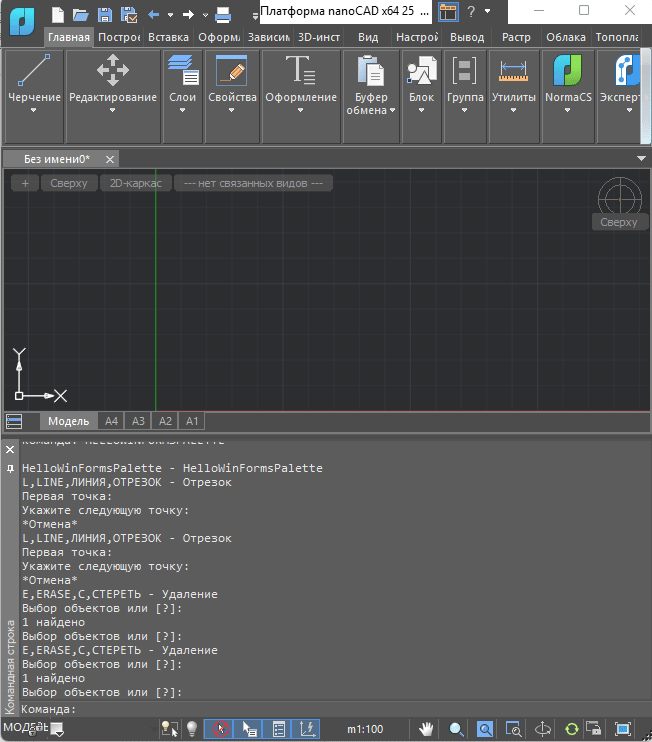 Платформа nanoCAD x64 25 ...
?
Главная Построе Вставка Оформл Зависим 3D-инст Вид Настрой Вывод Растр Облака Топопла
Черчение
Редактирование
Слои
Свойства
Оформление
Буфер
обмена
Блок
Группа
Утилиты
NormaCS
Эксперт
Без имени0*
+ Сверху 2D-каркас --- нет связанных видов ---
Сверху
Y
X
Модель A4 A3 A2 A1
Команда: HELLOWINFORMSPALETTE
HelloWinFormsPalette - HelloWinFormsPalette
L,LINE,ЛИНИЯ,ОТРЕЗОК - Отрезок
Первая точка:
Укажите следующую точку:
*Отмена*
L,LINE,ЛИНИЯ,ОТРЕЗОК - Отрезок
Первая точка:
Укажите следующую точку:
*Отмена*
E,ERASE,С,СТЕРЕТЬ - Удаление
Выбор объектов или [?]:
1 найдено
Выбор объектов или [?]:
E,ERASE,С,СТЕРЕТЬ - Удаление
Выбор объектов или [?]:
1 найдено
Выбор объектов или [?]:
Командная строка
Команда:
МОДЕЛЬ
m1:100